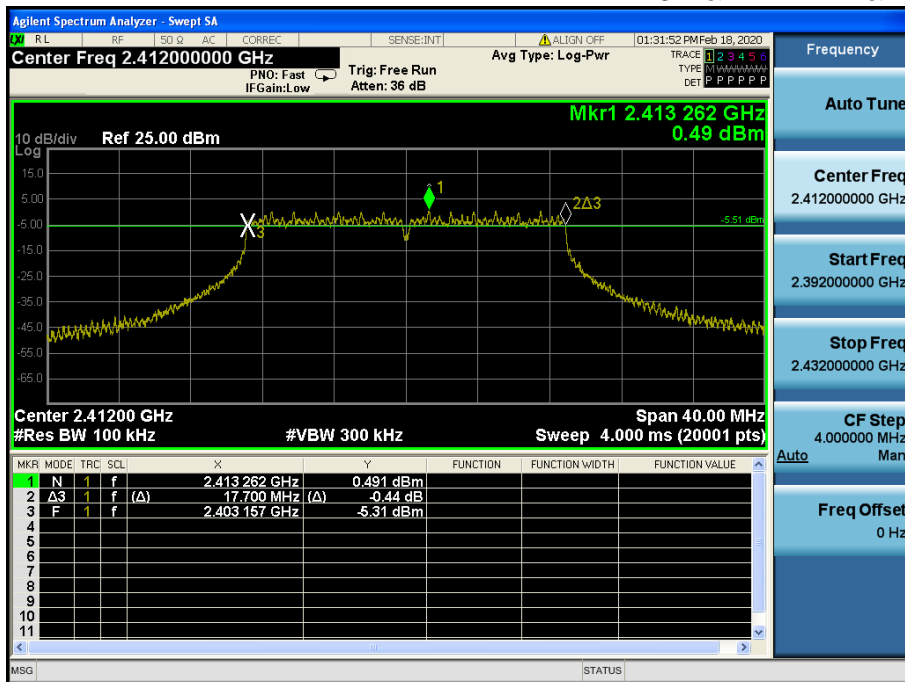 Agilent Spectrum Analyzer - Swept SA
LXI RL RF 50 Ω AC CORREC SENSE:INT ALIGN OFF 01:31:52 PM Feb 18, 2020
Center Freq 2.412000000 GHz
PNO: Fast
IFGain:Low
Trig: Free Run
Atten: 36 dB
Avg Type: Log-Pwr
TRACE 1 2 3 4 5 6
TYPE M WWWWW
DET P P P P P P
Mkr1 2.413 262 GHz
0.49 dBm
10 dB/div Ref 25.00 dBm
Log
15.0
5.00
-5.00
-15.0
-25.0
-35.0
-45.0
-55.0
-65.0
1
2Δ3
3
-5.51 dBm
Center 2.41200 GHz Span 40.00 MHz
#Res BW 100 kHz #VBW 300 kHz Sweep 4.000 ms (20001 pts)
MKR MODE TRC SCL X Y FUNCTION FUNCTION WIDTH FUNCTION VALUE
1 N 1 f 2.413 262 GHz 0.491 dBm
2 Δ3 1 f (Δ) 17.700 MHz (Δ) -0.44 dB
3 F 1 f 2.403 157 GHz -5.31 dBm
4
5
6
7
8
9
10
11
MSG STATUS
Frequency
Auto Tune
Center Freq
2.412000000 GHz
Start Freq
2.392000000 GHz
Stop Freq
2.432000000 GHz
CF Step
4.000000 MHz
Auto Man
Freq Offset
0 Hz